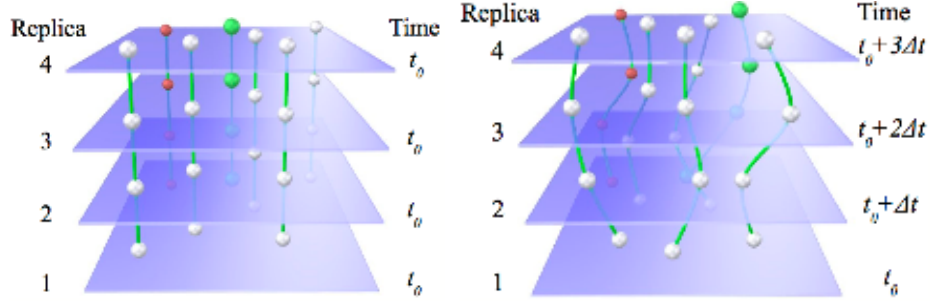 Replica Time
4 t₀
3 t₀
2 t₀
1 t₀
Replica Time
4 t₀+3Δt
3 t₀+2Δt
2 t₀+Δt
1 t₀